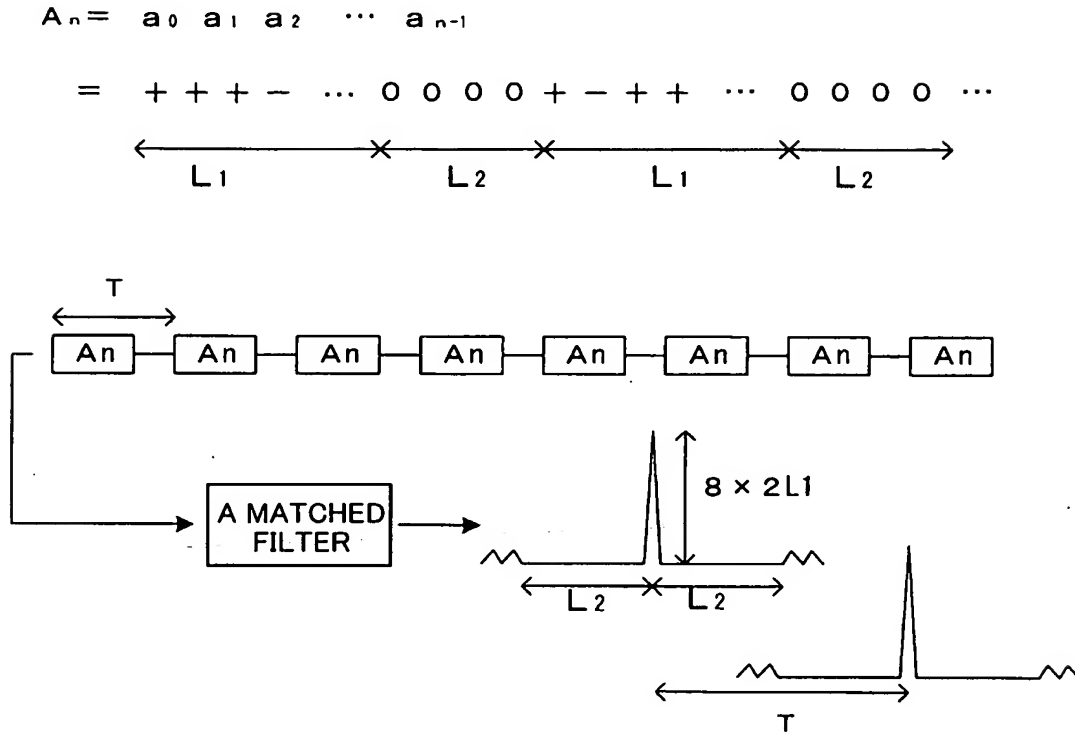 An = a0 a1 a2 ... an-1
= + + + - ... 0 0 0 0 + - + + ... 0 0 0 0 ...
L1 L2 L1 L2
T
An An An An An An An An
8 × 2L1
A MATCHED
FILTER
L2 L2
T